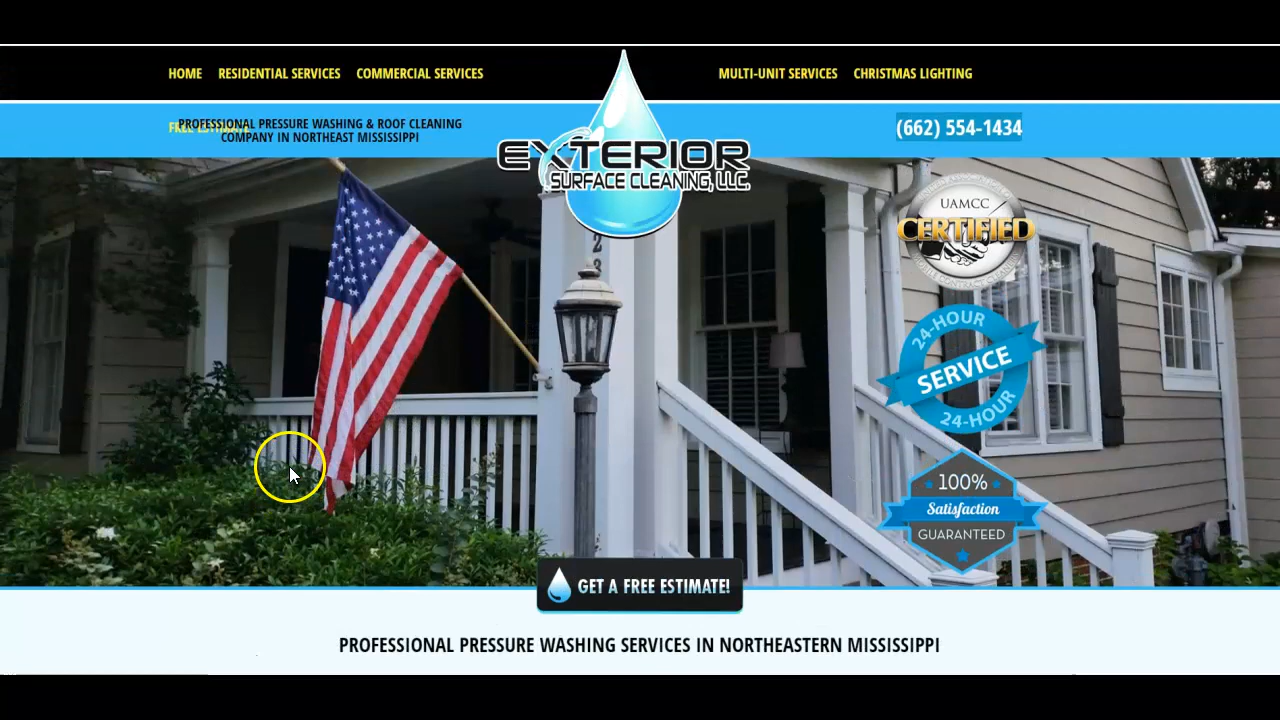 HOME RESIDENTIAL SERVICES COMMERCIAL SERVICES MULTI-UNIT SERVICES CHRISTMAS LIGHTING
FREE ESTIMATE
PROFESSIONAL PRESSURE WASHING & ROOF CLEANING
COMPANY IN NORTHEAST MISSISSIPPI
(662) 554-1434
EXTERIOR
SURFACE CLEANING, LLC.
UAMCC
CERTIFIED
24-HOUR
SERVICE
24-HOUR
100%
Satisfaction
GUARANTEED
GET A FREE ESTIMATE!
PROFESSIONAL PRESSURE WASHING SERVICES IN NORTHEASTERN MISSISSIPPI